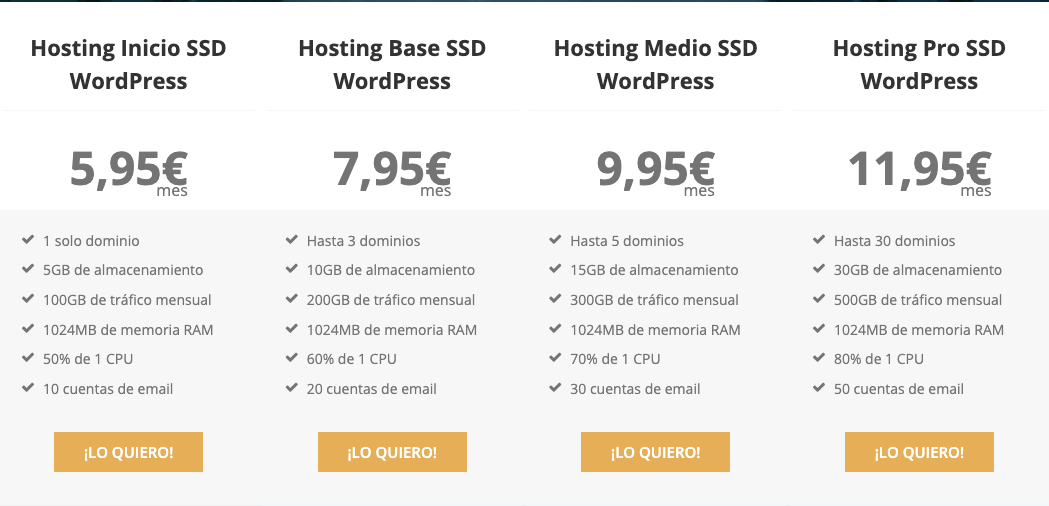 Hosting Inicio SSD
WordPress
5,95€
mes
1 solo dominio
5GB de almacenamiento
100GB de tráfico mensual
1024MB de memoria RAM
50% de 1 CPU
10 cuentas de email
¡LO QUIERO!
Hosting Base SSD
WordPress
7,95€
mes
Hasta 3 dominios
10GB de almacenamiento
200GB de tráfico mensual
1024MB de memoria RAM
60% de 1 CPU
20 cuentas de email
¡LO QUIERO!
Hosting Medio SSD
WordPress
9,95€
mes
Hasta 5 dominios
15GB de almacenamiento
300GB de tráfico mensual
1024MB de memoria RAM
70% de 1 CPU
30 cuentas de email
¡LO QUIERO!
Hosting Pro SSD
WordPress
11,95€
mes
Hasta 30 dominios
30GB de almacenamiento
500GB de tráfico mensual
1024MB de memoria RAM
80% de 1 CPU
50 cuentas de email
¡LO QUIERO!